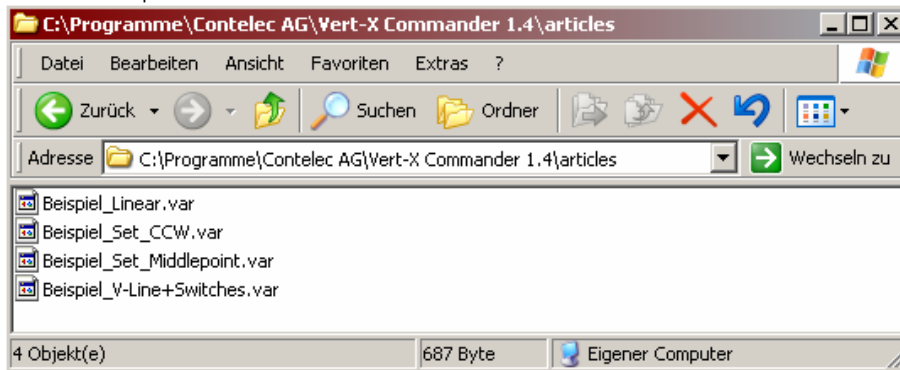 C:\Programme\Contelec AG\Vert-X Commander 1.4\articles
Datei Bearbeiten Ansicht Favoriten Extras ?
Zurück Suchen Ordner
Adresse C:\Programme\Contelec AG\Vert-X Commander 1.4\articles Wechseln zu
Beispiel_Linear.var
Beispiel_Set_CCW.var
Beispiel_Set_Middlepoint.var
Beispiel_V-Line+Switches.var
4 Objekt(e) 687 Byte Eigener Computer